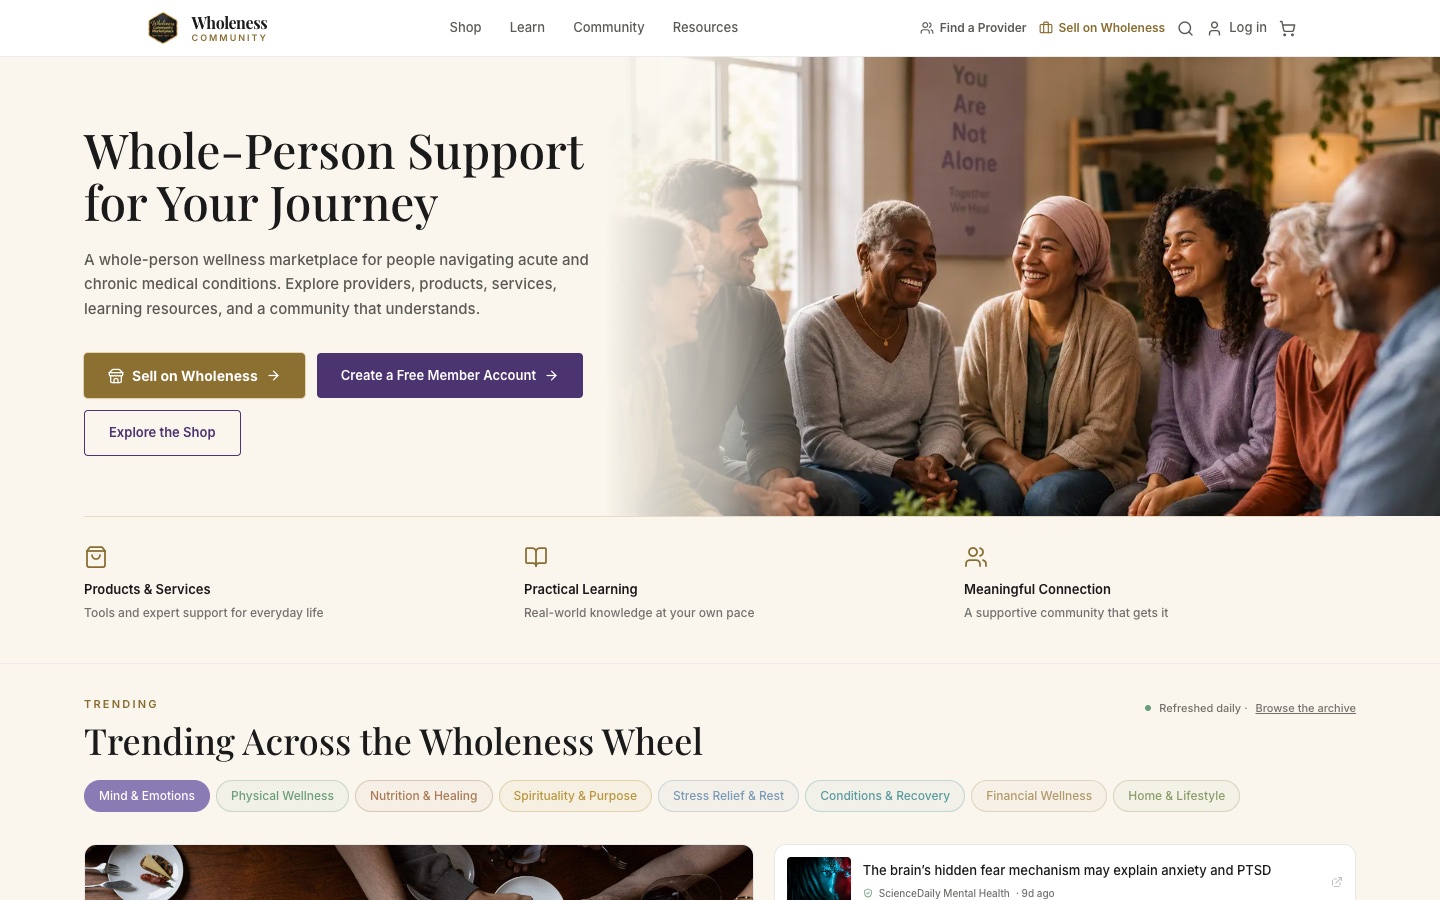 Wholeness
COMMUNITY
Shop
Learn
Community
Resources
Find a Provider
Sell on Wholeness
Log in
You
Are
Not
Alone
Together
We Heal
Whole-Person Support
for Your Journey
A whole-person wellness marketplace for people navigating acute and
chronic medical conditions. Explore providers, products, services,
learning resources, and a community that understands.
Sell on Wholeness
Create a Free Member Account
Explore the Shop
Products & Services
Tools and expert support for everyday life
Practical Learning
Real-world knowledge at your own pace
Meaningful Connection
A supportive community that gets it
TRENDING
Refreshed daily ·
Browse the archive
Trending Across the Wholeness Wheel
Mind & Emotions
Physical Wellness
Nutrition & Healing
Spirituality & Purpose
Stress Relief & Rest
Conditions & Recovery
Financial Wellness
Home & Lifestyle
The brain’s hidden fear mechanism may explain anxiety and PTSD
ScienceDaily Mental Health · 9d ago